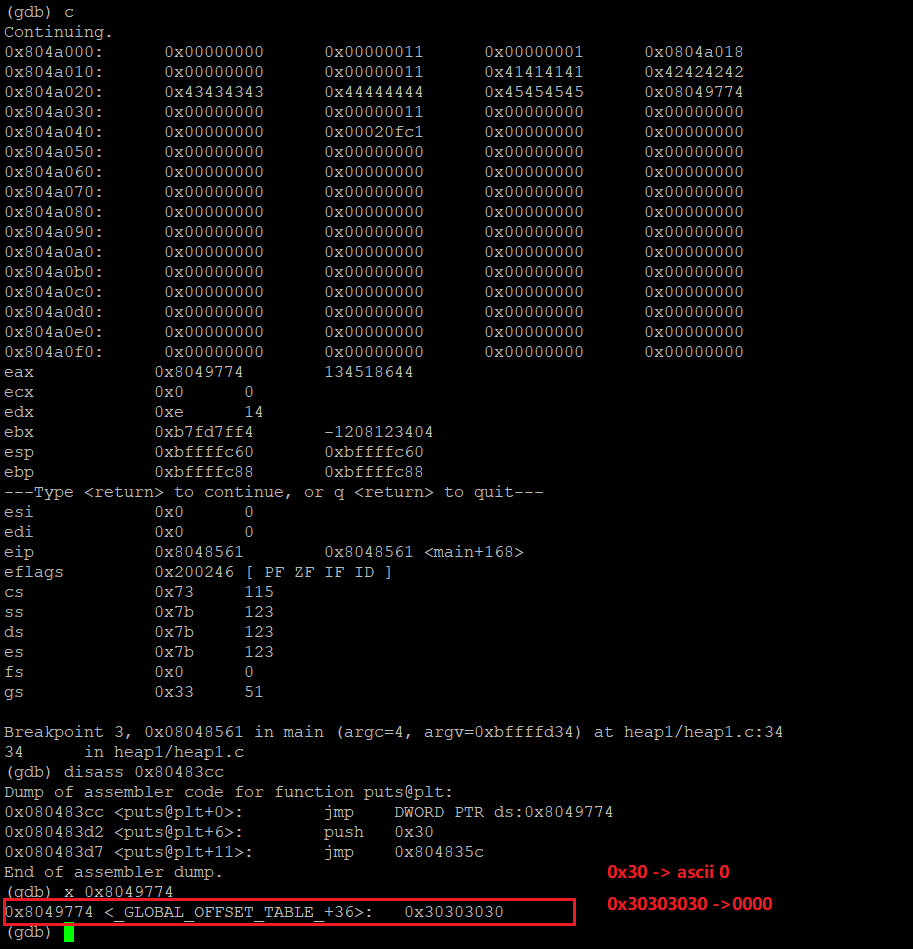 (gdb) c
Continuing.
0x804a000: 0x00000000 0x00000011 0x00000001 0x0804a018
0x804a010: 0x00000000 0x00000011 0x41414141 0x42424242
0x804a020: 0x43434343 0x44444444 0x45454545 0x08049774
0x804a030: 0x00000000 0x00000011 0x00000000 0x00000000
0x804a040: 0x00000000 0x00020fc1 0x00000000 0x00000000
0x804a050: 0x00000000 0x00000000 0x00000000 0x00000000
0x804a060: 0x00000000 0x00000000 0x00000000 0x00000000
0x804a070: 0x00000000 0x00000000 0x00000000 0x00000000
0x804a080: 0x00000000 0x00000000 0x00000000 0x00000000
0x804a090: 0x00000000 0x00000000 0x00000000 0x00000000
0x804a0a0: 0x00000000 0x00000000 0x00000000 0x00000000
0x804a0b0: 0x00000000 0x00000000 0x00000000 0x00000000
0x804a0c0: 0x00000000 0x00000000 0x00000000 0x00000000
0x804a0d0: 0x00000000 0x00000000 0x00000000 0x00000000
0x804a0e0: 0x00000000 0x00000000 0x00000000 0x00000000
0x804a0f0: 0x00000000 0x00000000 0x00000000 0x00000000
eax 0x8049774 134518644
ecx 0x0 0
edx 0xe 14
ebx 0xb7fd7ff4 -1208123404
esp 0xbffffc60 0xbffffc60
ebp 0xbffffc88 0xbffffc88
---Type <return> to continue, or q <return> to quit---
esi 0x0 0
edi 0x0 0
eip 0x8048561 0x8048561 <main+168>
eflags 0x200246 [ PF ZF IF ID ]
cs 0x73 115
ss 0x7b 123
ds 0x7b 123
es 0x7b 123
fs 0x0 0
gs 0x33 51
Breakpoint 3, 0x08048561 in main (argc=4, argv=0xbffffd34) at heap1/heap1.c:34
34 in heap1/heap1.c
(gdb) disass 0x80483cc
Dump of assembler code for function puts@plt:
0x080483cc <puts@plt+0>: jmp DWORD PTR ds:0x8049774
0x080483d2 <puts@plt+6>: push 0x30
0x080483d7 <puts@plt+11>: jmp 0x804835c
End of assembler dump.
0x30 -> ascii 0
(gdb) x 0x8049774
0x30303030 ->0000
0x8049774 <_GLOBAL_OFFSET_TABLE_+36>: 0x30303030
(gdb)